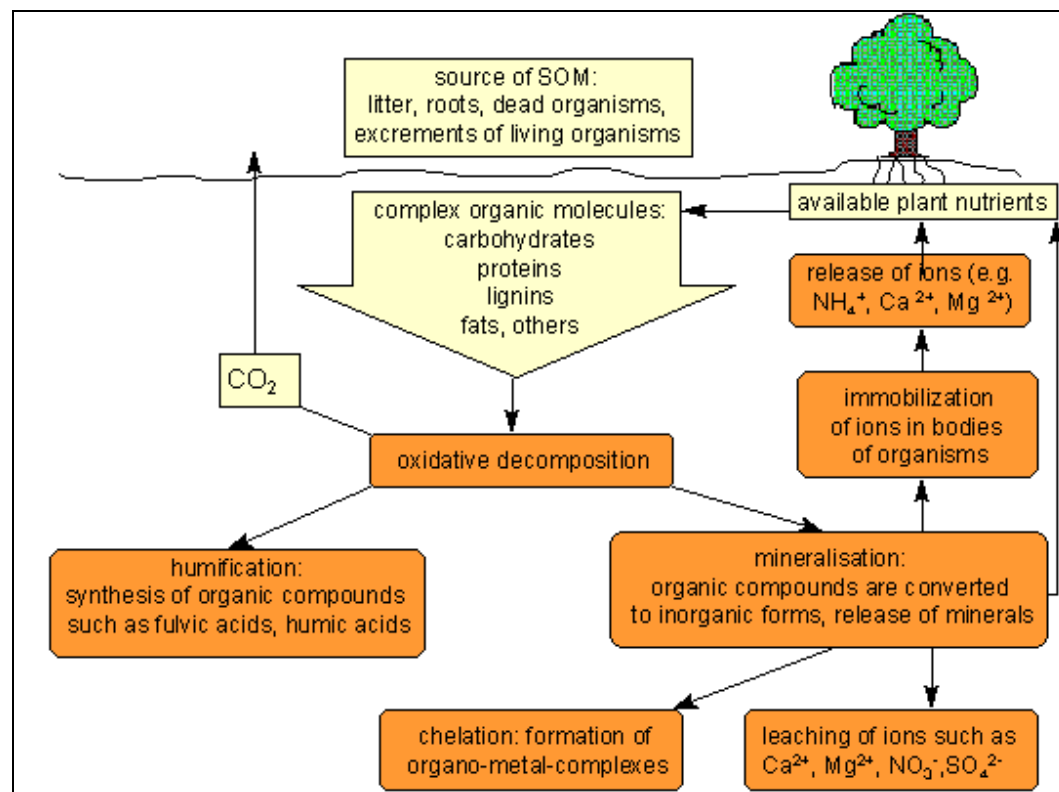 source of SOM:
litter, roots, dead organisms,
excrements of living organisms
complex organic molecules:
carbohydrates
proteins
lignins
fats, others
available plant nutrients
release of ions (e.g.
NH₄⁺, Ca ²⁺, Mg ²⁺)
CO₂
immobilization
of ions in bodies
of organisms
oxidative decomposition
humification:
synthesis of organic compounds
such as fulvic acids, humic acids
mineralisation:
organic compounds are converted
to inorganic forms, release of minerals
chelation: formation of
organo-metal-complexes
leaching of ions such as
Ca²⁺, Mg²⁺, NO₃⁻,SO₄²⁻